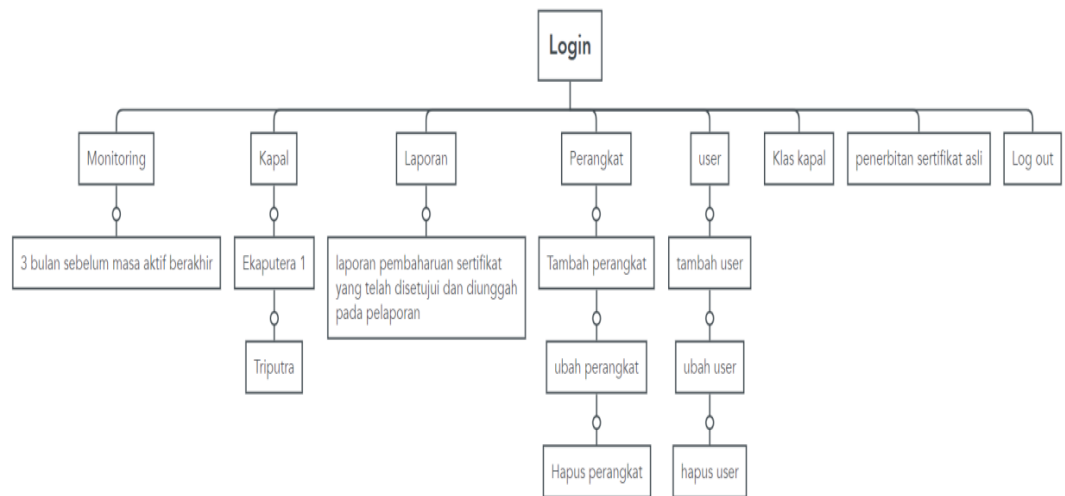 Login
Monitoring
Kapal
Laporan
Perangkat
user
Klas kapal
penerbitan sertifikat asli
Log out
3 bulan sebelum masa aktif berakhir
Ekaputera 1
laporan pembaharuan sertifikat
yang telah disetujui dan diunggah
pada pelaporan
Tambah perangkat
tambah user
Triputra
ubah perangkat
ubah user
Hapus perangkat
hapus user